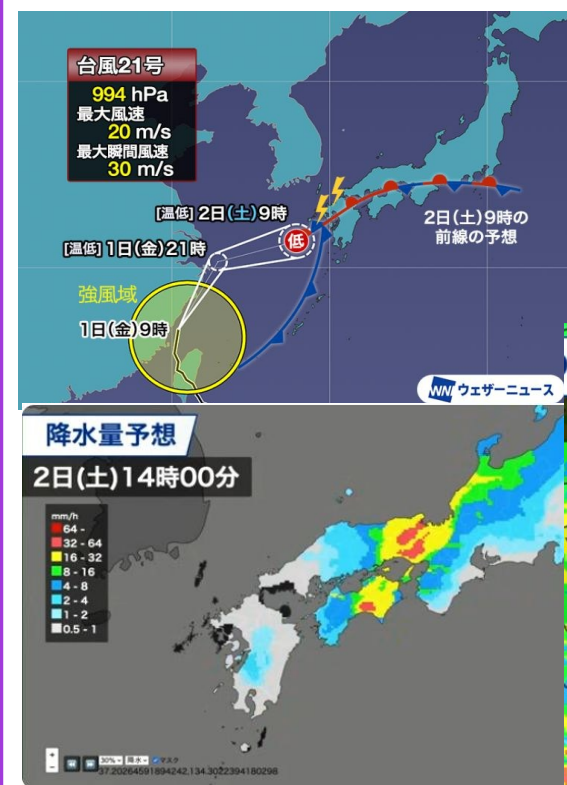 台風21号
994 hPa
最大風速
20 m/s
最大瞬間風速
30 m/s
[温低] 2日(土)9時
低
[温低] 1日(金)21時
2日(土)9時の
前線の予想
強風域
1日(金)9時
WNI ウェザーニュース
降水量予想
2日(土)14時00分
mm/h
64 -
32 - 64
16 - 32
8 - 16
4 - 8
2 - 4
1 - 2
0.5 - 1
+
30% 降水 マスク
-
37.20264591894242,134.3022394180298